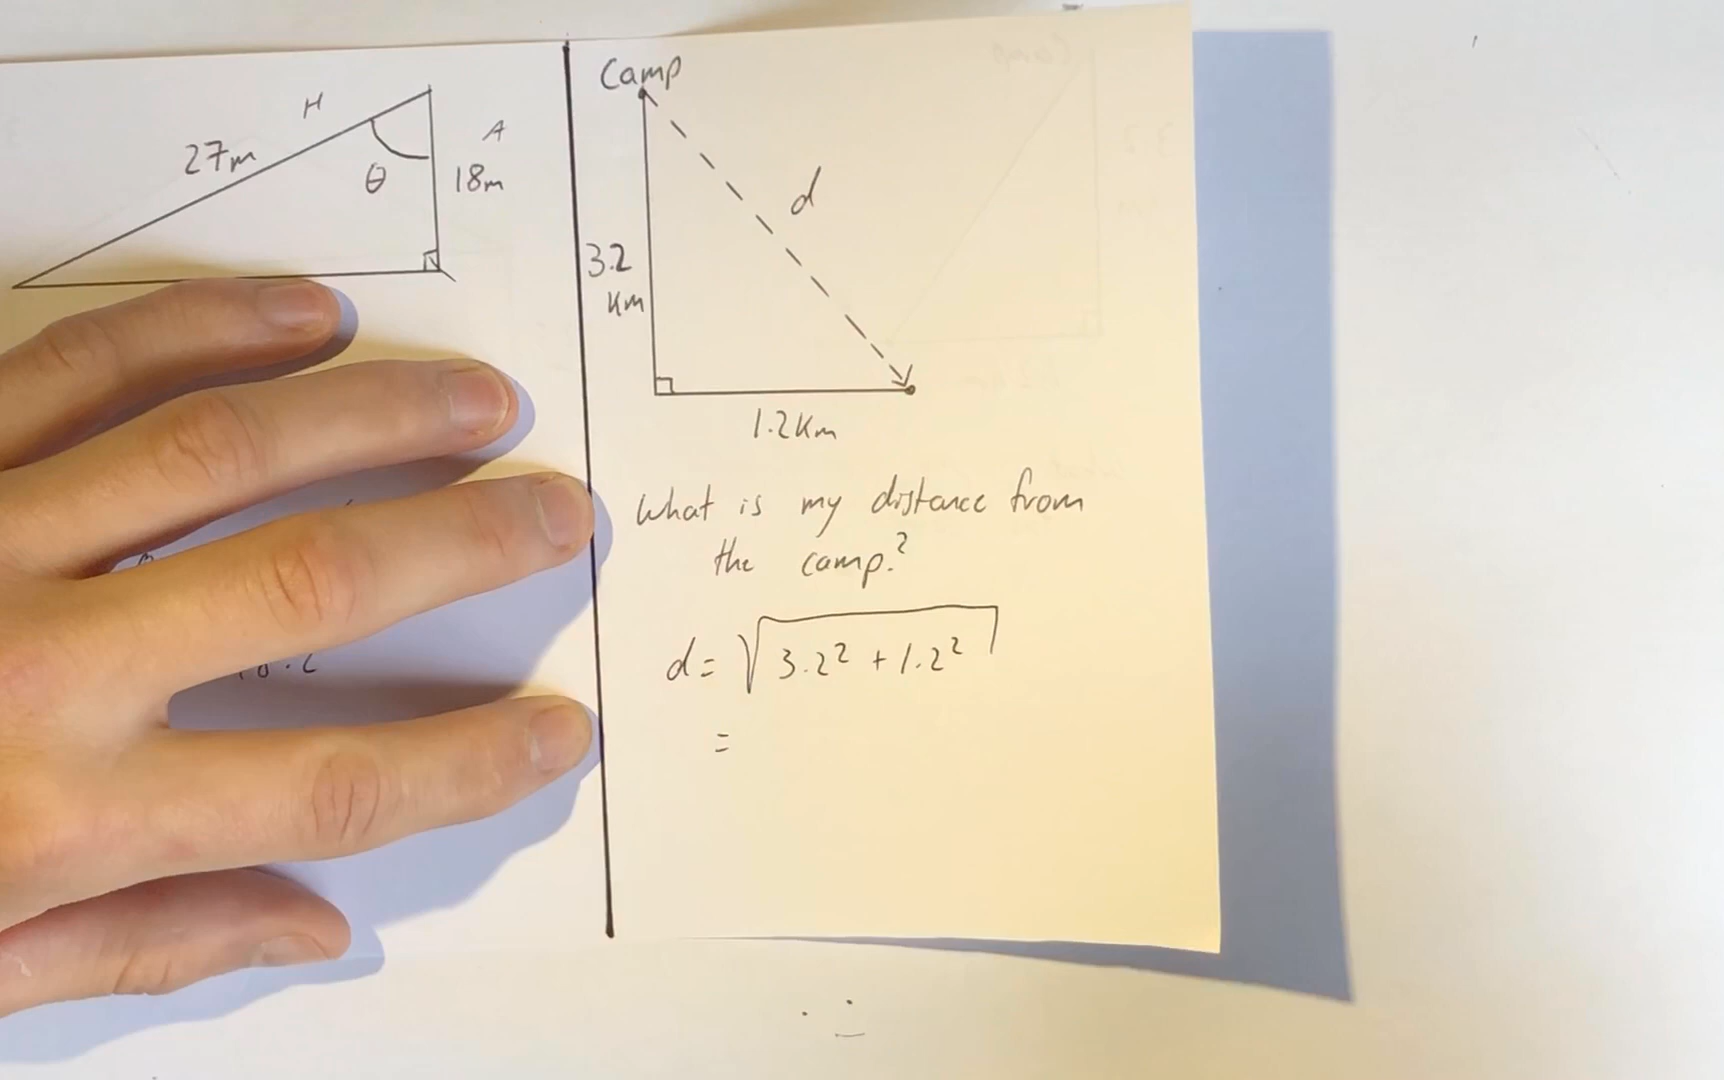 H
A
27m
θ
18m
Camp
d
3.2
km
1.2km
What is my distance from
the camp?
d = √3.2² + 1.2²
=